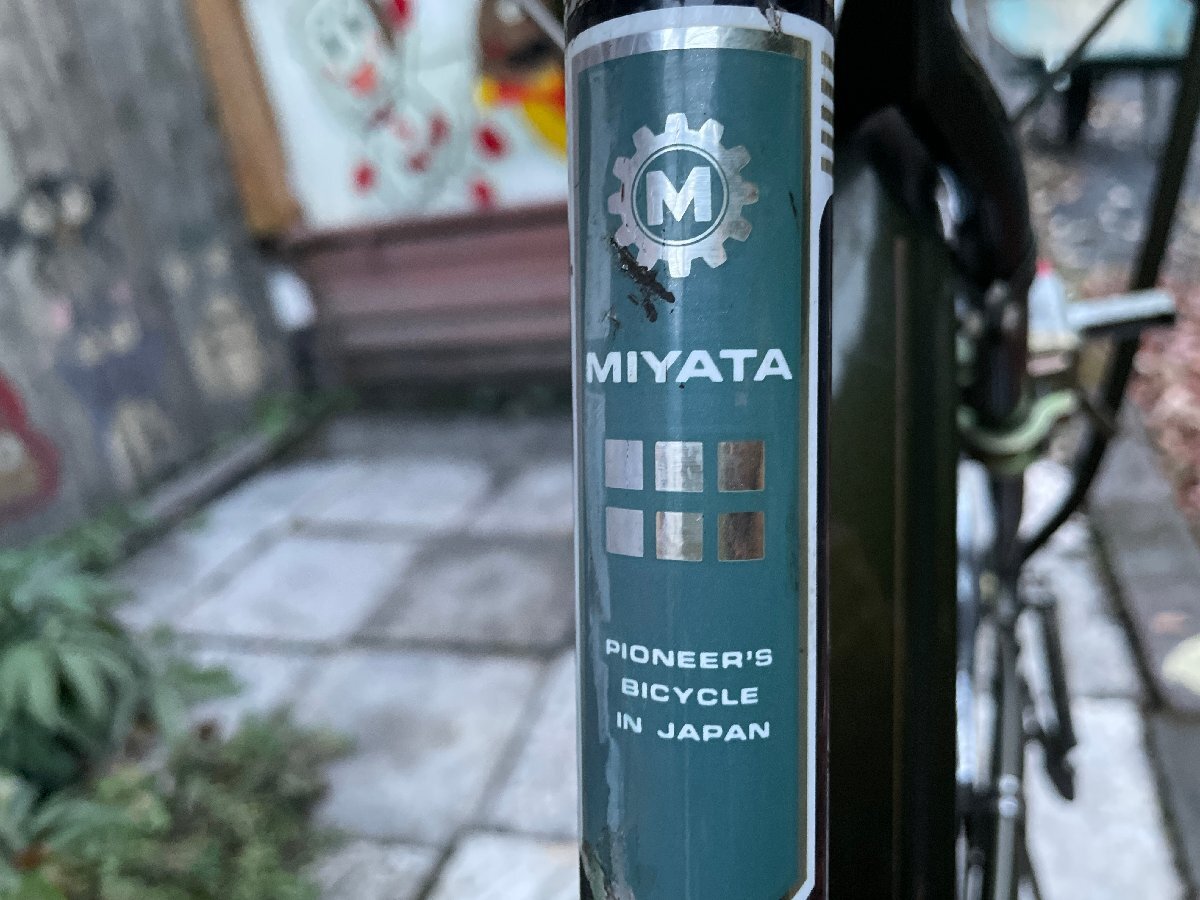 M
MIYATA
PIONEER'S
BICYCLE
IN JAPAN